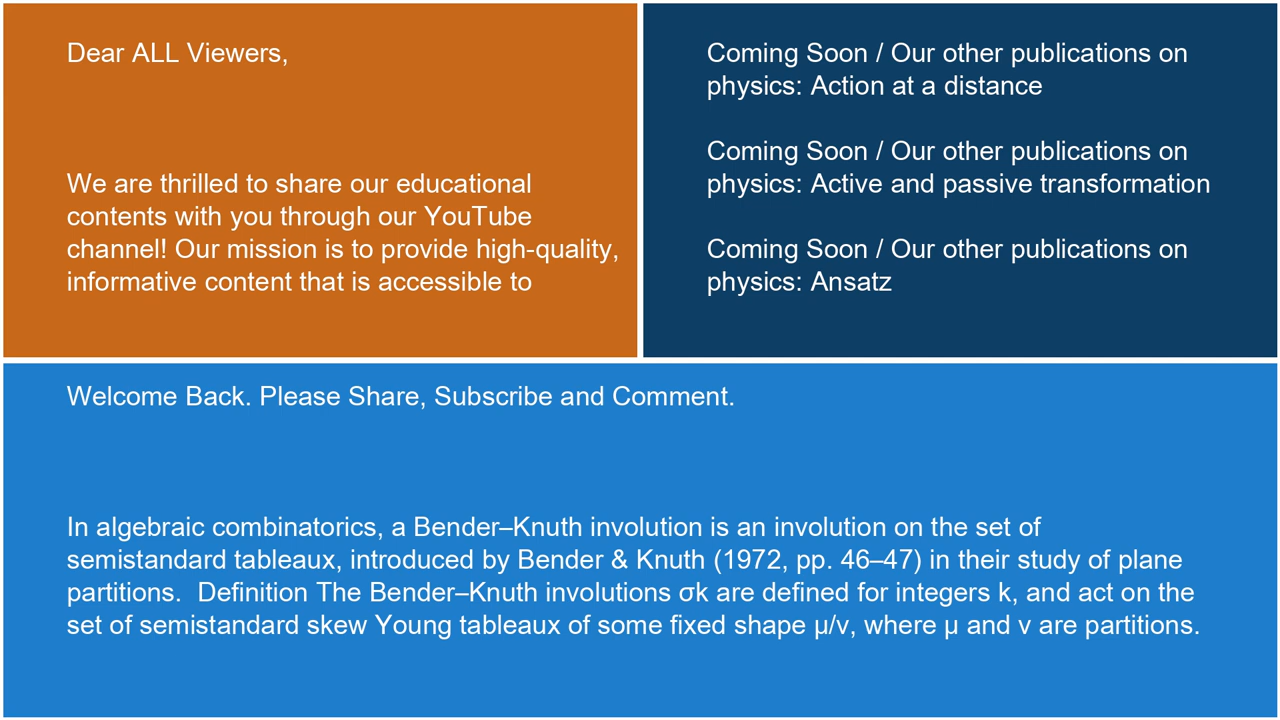 Dear ALL Viewers,
We are thrilled to share our educational
contents with you through our YouTube
channel! Our mission is to provide high-quality,
informative content that is accessible to
Coming Soon / Our other publications on
physics: Action at a distance
Coming Soon / Our other publications on
physics: Active and passive transformation
Coming Soon / Our other publications on
physics: Ansatz
Welcome Back. Please Share, Subscribe and Comment.
In algebraic combinatorics, a Bender–Knuth involution is an involution on the set of
semistandard tableaux, introduced by Bender & Knuth (1972, pp. 46–47) in their study of plane
partitions.  Definition The Bender–Knuth involutions σk are defined for integers k, and act on the
set of semistandard skew Young tableaux of some fixed shape μ/ν, where μ and ν are partitions.